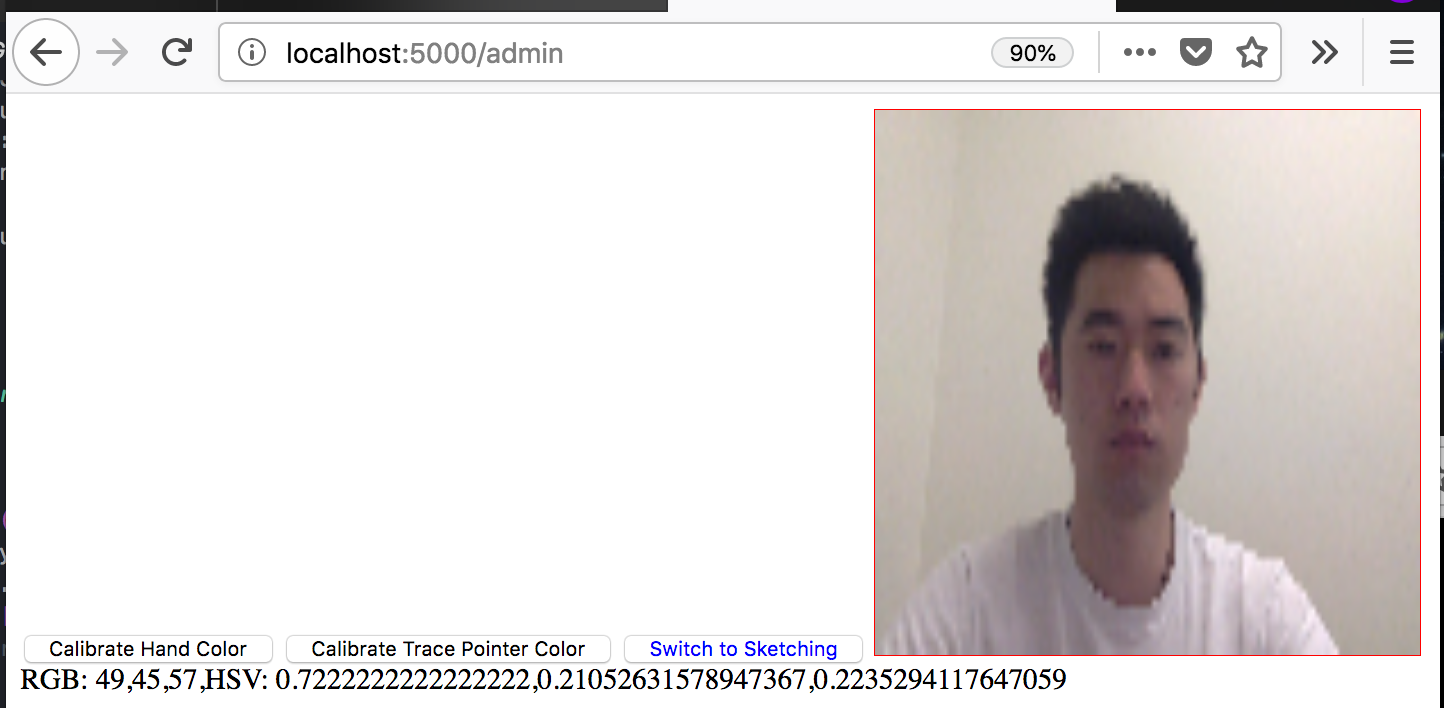 localhost:5000/admin
90%
Calibrate Hand Color
Calibrate Trace Pointer Color
Switch to Sketching
RGB: 49,45,57,HSV: 0.7222222222222222,0.21052631578947367,0.2235294117647059